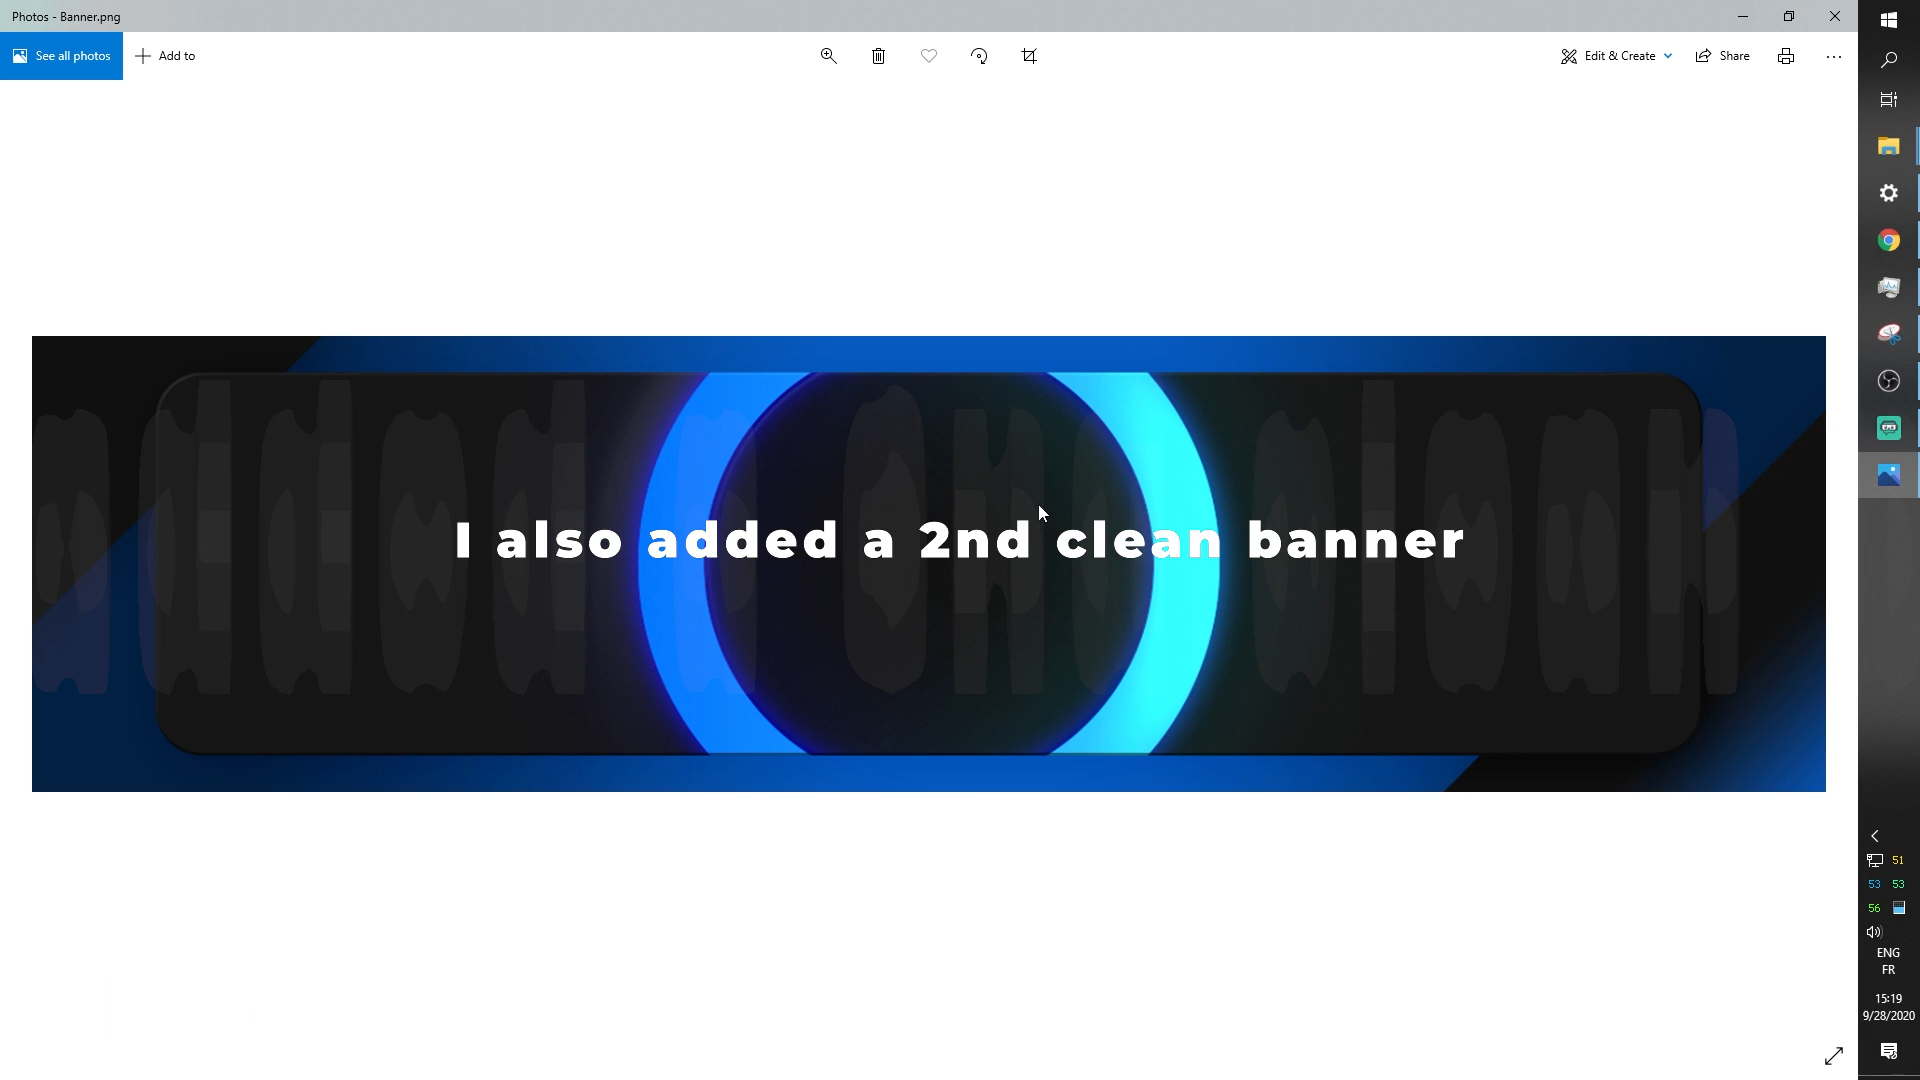 Photos - Banner.png
See all photos
Add to
Edit & Create
Share
I also added a 2nd clean banner
51
53 53
56
ENG
FR
15:19
9/28/2020